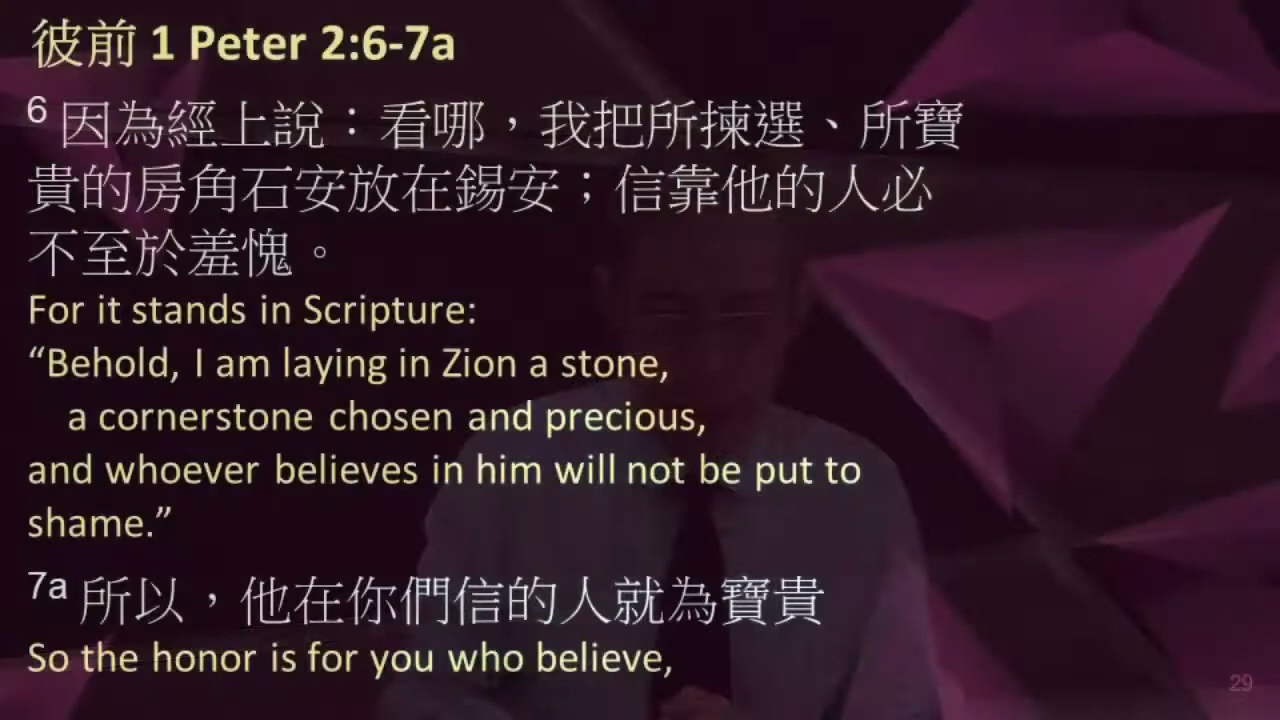 彼前 1 Peter 2:6-7a
6 因為經上說：看哪，我把所揀選、所寶
貴的房角石安放在錫安；信靠他的人必
不至於羞愧。
For it stands in Scripture:
“Behold, I am laying in Zion a stone,
a cornerstone chosen and precious,
and whoever believes in him will not be put to
shame.”
7a 所以，他在你們信的人就為寶貴
So the honor is for you who believe,
29